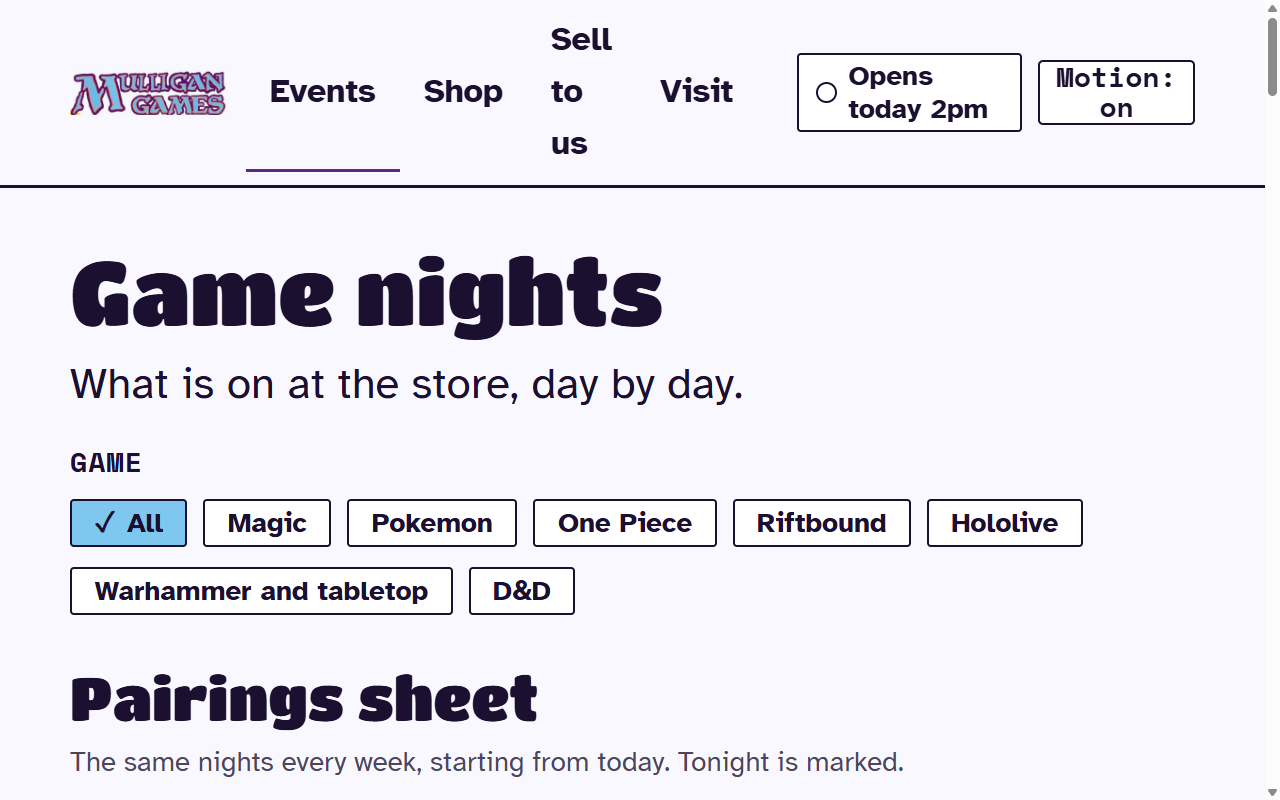 MULLIGAN
GAMES
Events
Shop
Sell
to
us
Visit
Opens
today 2pm
Motion:
on
Game nights
What is on at the store, day by day.
GAME
✓ All
Magic
Pokemon
One Piece
Riftbound
Hololive
Warhammer and tabletop
D&D
Pairings sheet
The same nights every week, starting from today. Tonight is marked.